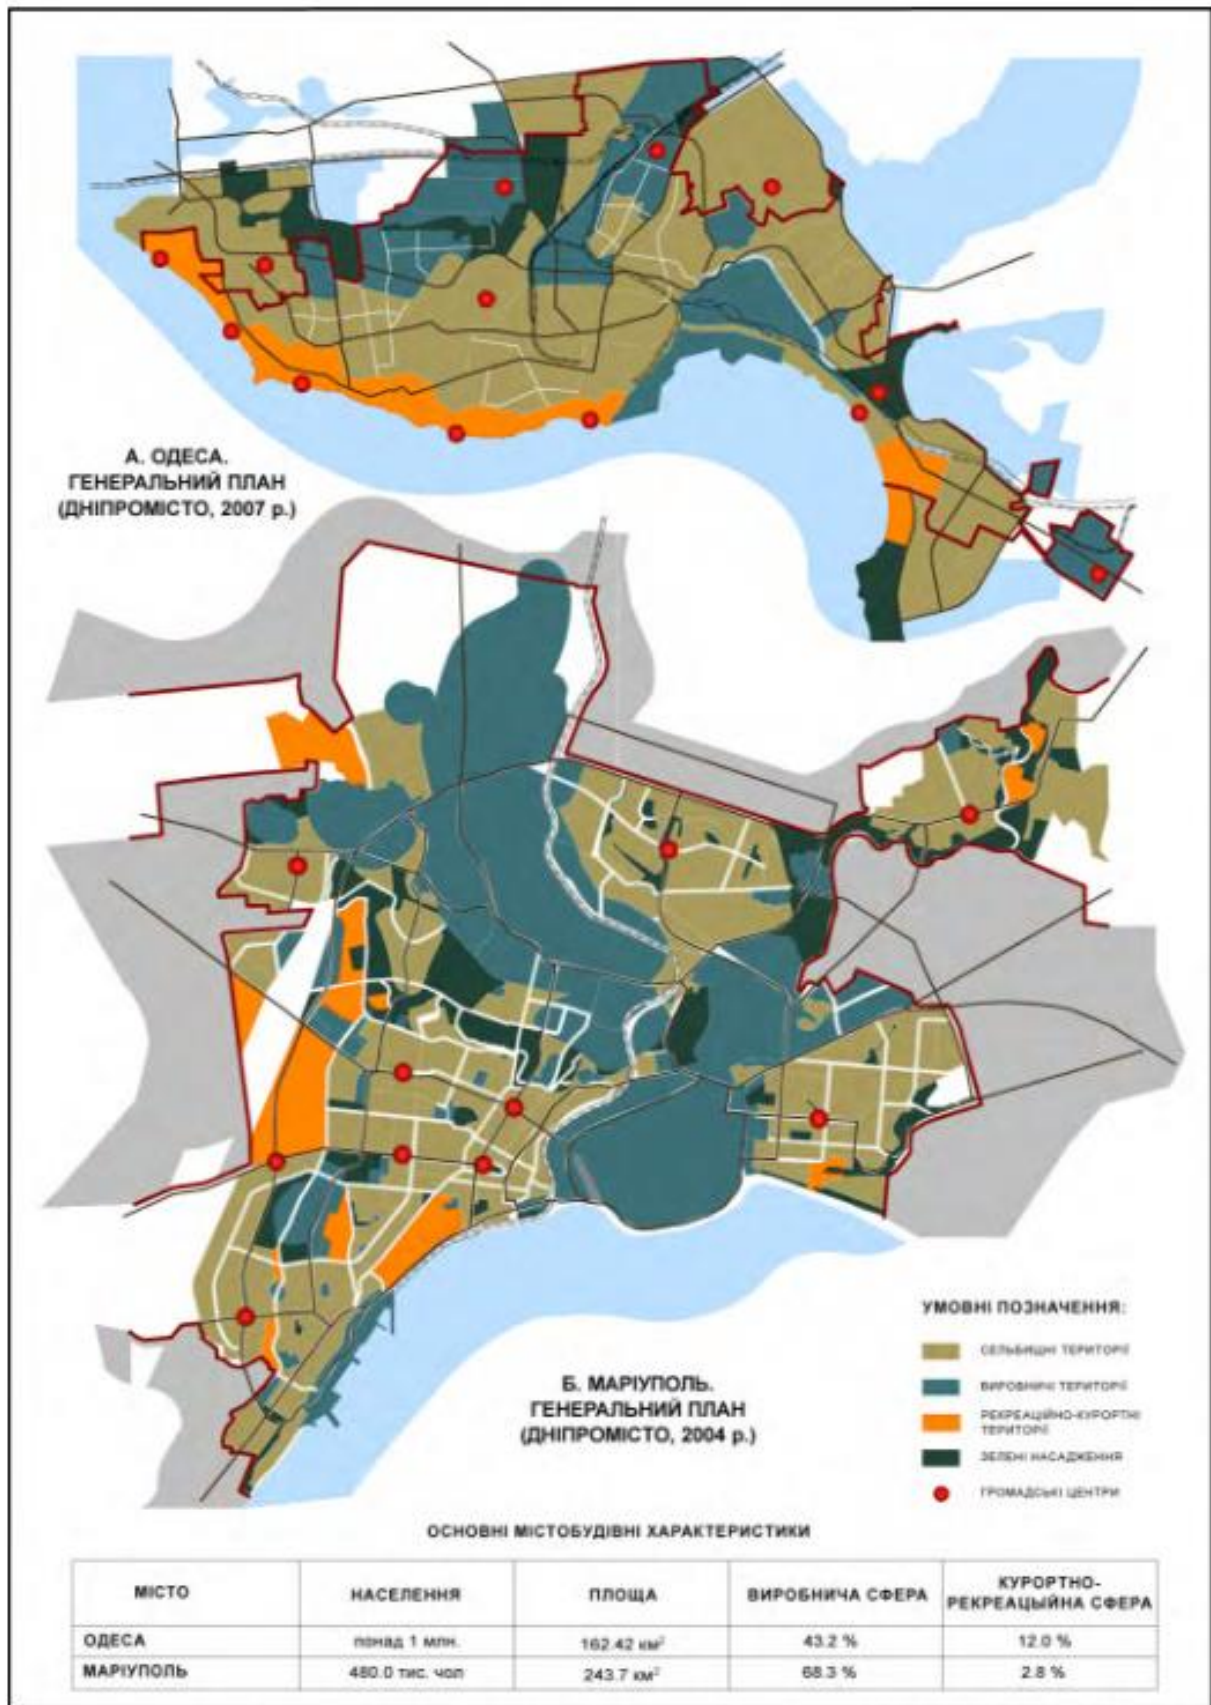 А. ОДЕСА.
ГЕНЕРАЛЬНИЙ ПЛАН
(ДНІПРОМІСТО, 2007 р.)
Б. МАРІУПОЛЬ.
ГЕНЕРАЛЬНИЙ ПЛАН
(ДНІПРОМІСТО, 2004 р.)
УМОВНІ ПОЗНАЧЕННЯ:
СЕЛЬБИЩНІ ТЕРИТОРІЇ
ВИРОБНИЧІ ТЕРИТОРІЇ
РЕКРЕАЦІЙНО-КУРОРТНІ
ТЕРИТОРІЇ
ЗЕЛЕНІ НАСАДЖЕННЯ
ГРОМАДСЬКІ ЦЕНТРИ
ОСНОВНІ МІСТОБУДІВНІ ХАРАКТЕРИСТИКИ
МІСТО НАСЕЛЕННЯ ПЛОЩА ВИРОБНИЧА СФЕРА КУРОРТНО-
РЕКРЕАЦЫЙНА СФЕРА
ОДЕСА понад 1 млн. 162.42 км² 43.2 % 12.0 %
МАРІУПОЛЬ 480.0 тис. чол 243.7 км² 68.3 % 2.8 %